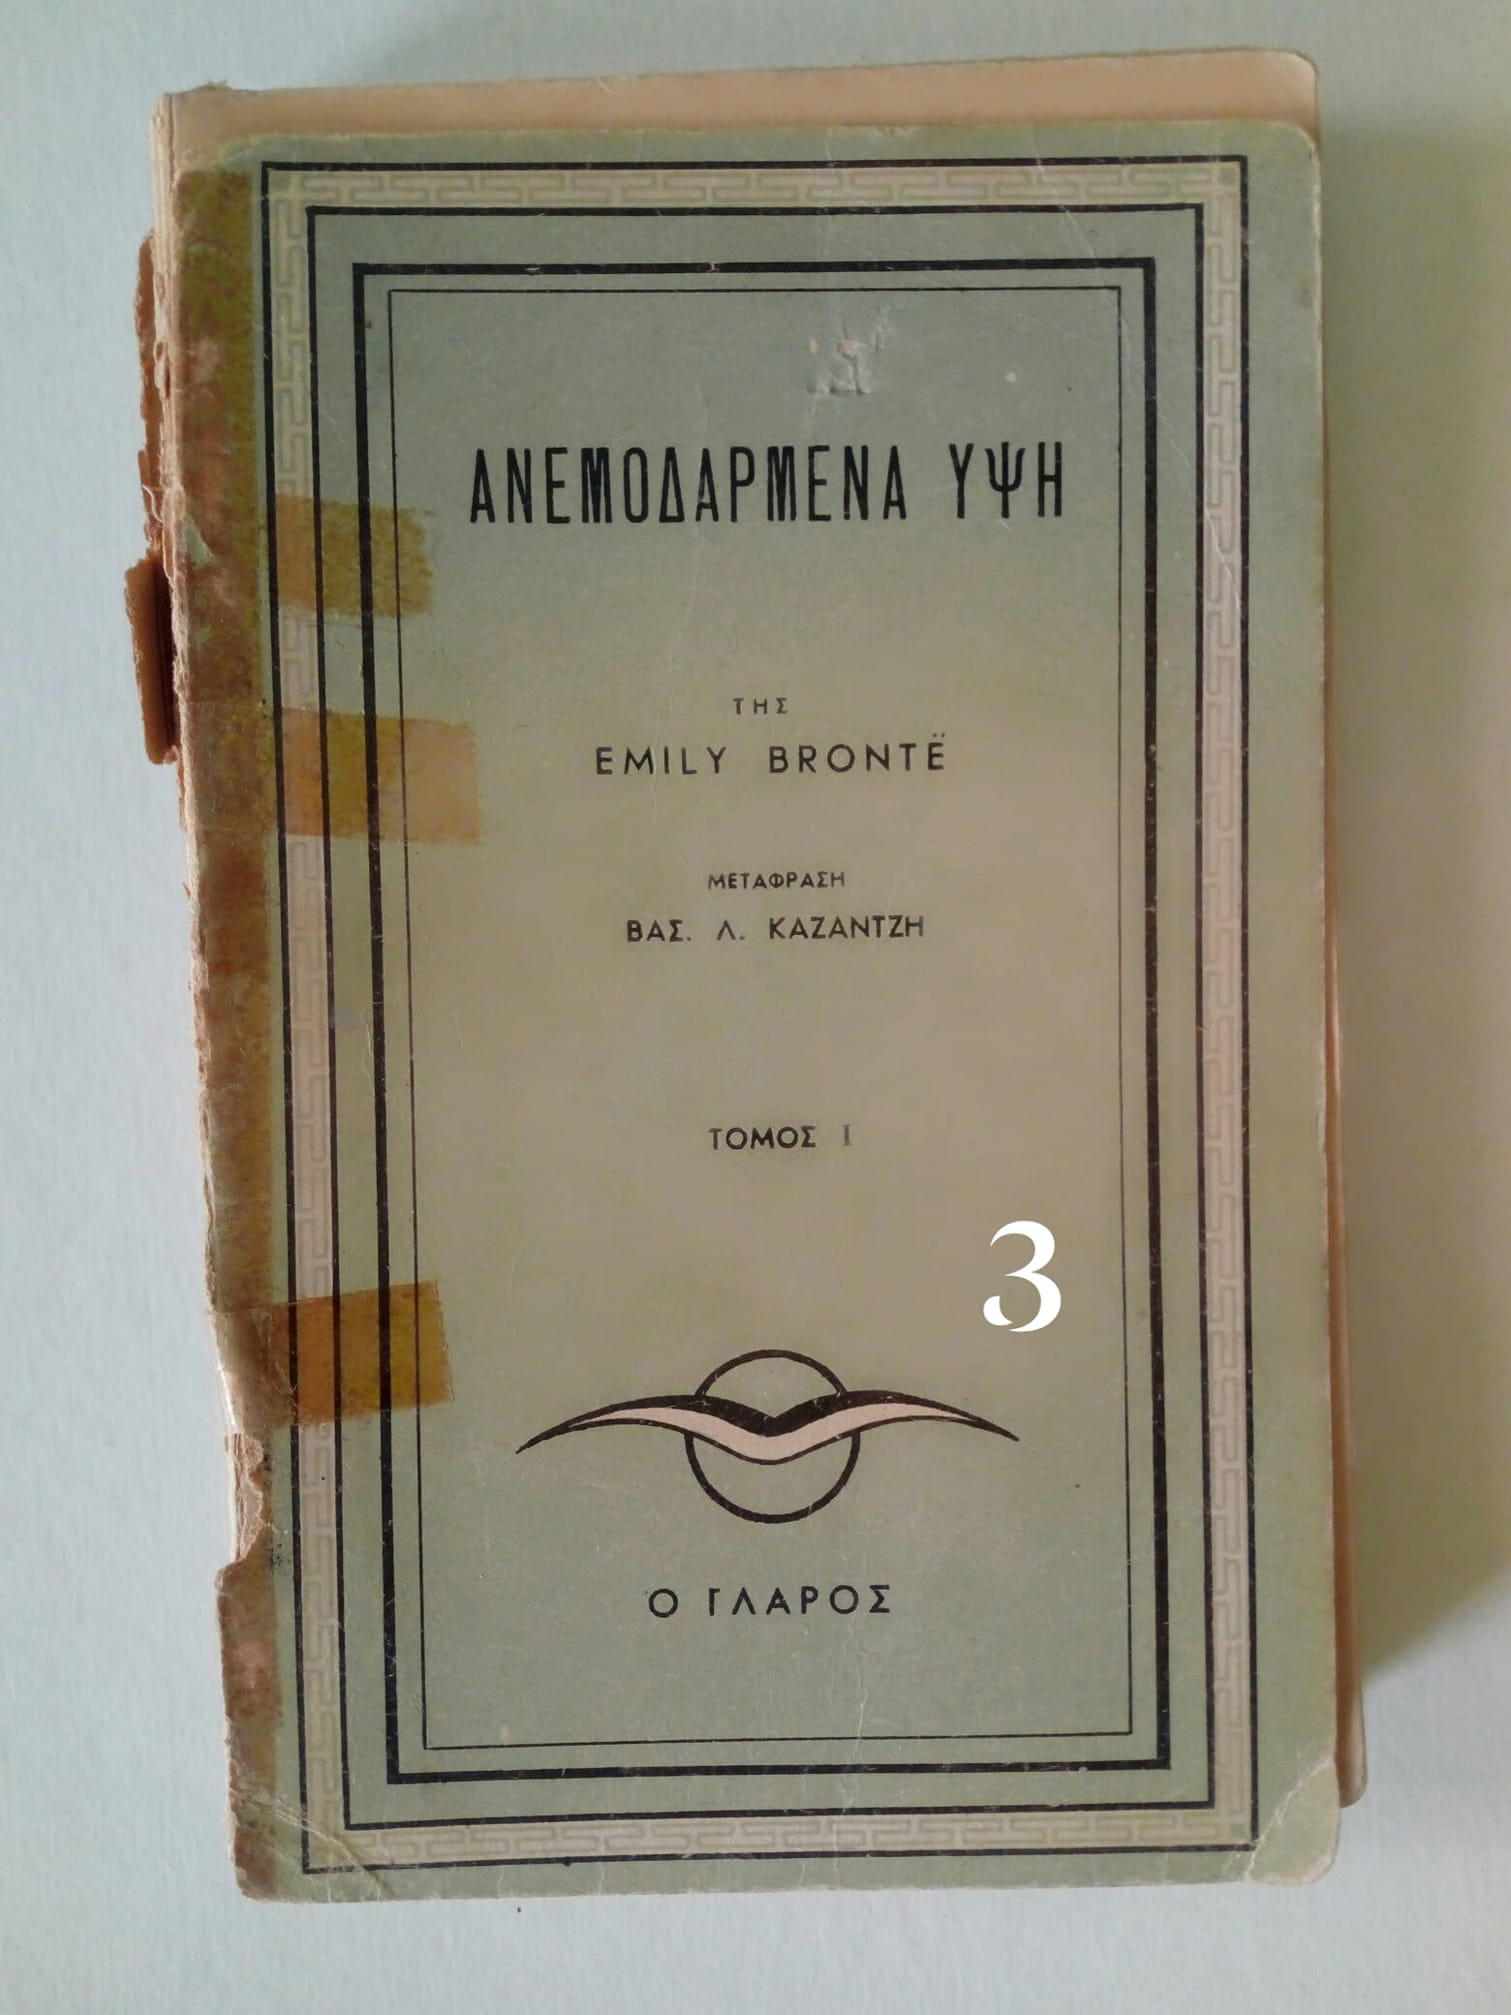 ΑΝΕΜΟΔΑΡΜΕΝΑ ΥΨΗ
ΤΗΣ
EMILY BRONTË
ΜΕΤΑΦΡΑΣΗ
ΒΑΣ. Λ. ΚΑΖΑΝΤΖΗ
ΤΟΜΟΣ I
3
Ο ΓΛΑΡΟΣ